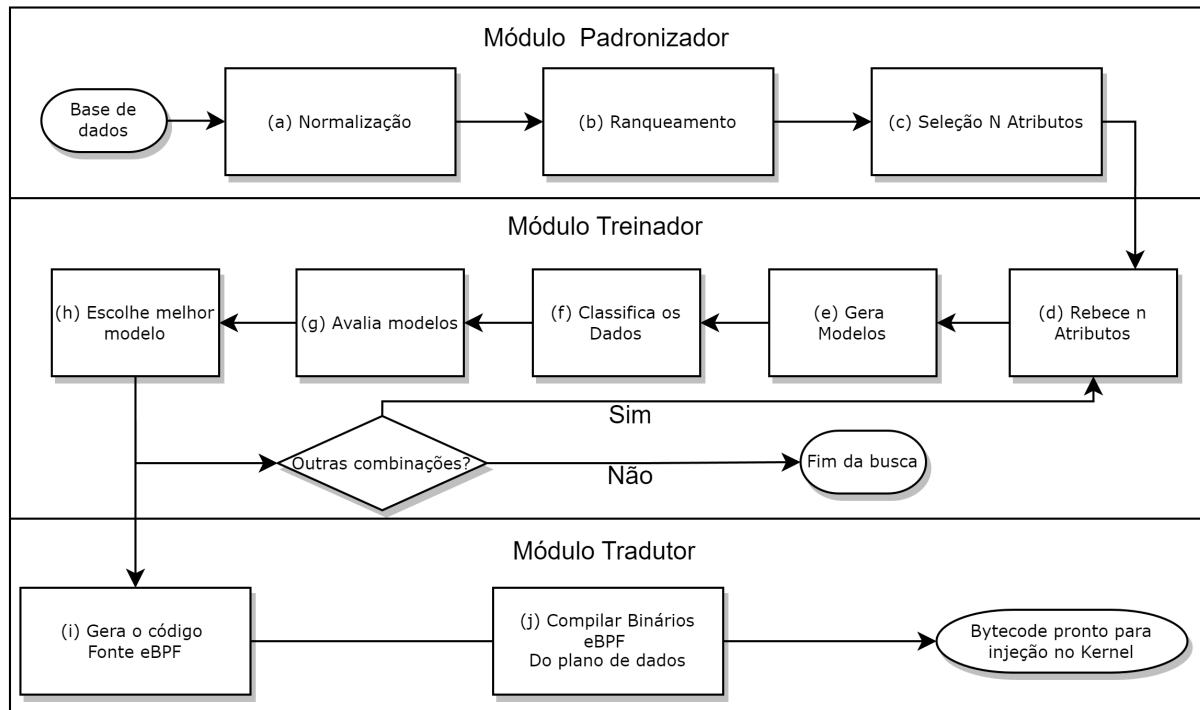 Módulo Padronizador
Base de
dados
(a) Normalização
(b) Ranqueamento
(c) Seleção N Atributos
Módulo Treinador
(h) Escolhe melhor
modelo
(g) Avalia modelos
(f) Classifica os
Dados
(e) Gera
Modelos
(d) Rebece n
Atributos
Sim
Outras combinações?
Não
Fim da busca
Módulo Tradutor
(i) Gera o código
Fonte eBPF
(j) Compilar Binários
eBPF
Do plano de dados
Bytecode pronto para
injeção no Kernel